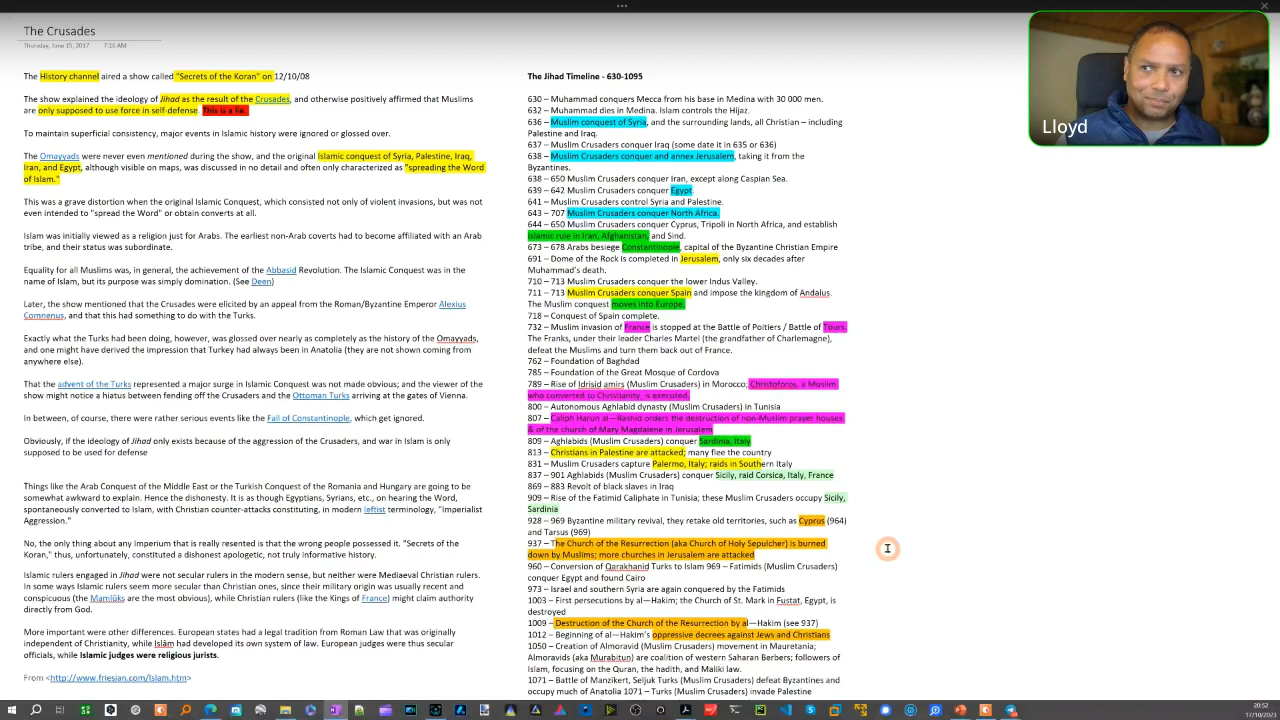 The Crusades
Thursday, June 15, 2017 7:16 AM
The History channel aired a show called "Secrets of the Koran" on 12/10/08
The show explained the ideology of Jihad as the result of the Crusades, and otherwise positively affirmed that Muslims
are only supposed to use force in self-defense. This is a lie.
To maintain superficial consistency, major events in Islamic history were ignored or glossed over.
The Omayyads were never even mentioned during the show, and the original Islamic conquest of Syria, Palestine, Iraq,
Iran, and Egypt, although visible on maps, was discussed in no detail and often only characterized as "spreading the Word
of Islam."
This was a grave distortion when the original Islamic Conquest, which consisted not only of violent invasions, but was not
even intended to "spread the Word" or obtain converts at all.
Islam was initially viewed as a religion just for Arabs. The earliest non-Arab coverts had to become affiliated with an Arab
tribe, and their status was subordinate.
Equality for all Muslims was, in general, the achievement of the Abbasid Revolution. The Islamic Conquest was in the
name of Islam, but its purpose was simply domination. (See Deen)
Later, the show mentioned that the Crusades were elicited by an appeal from the Roman/Byzantine Emperor Alexius
Comnenus, and that this had something to do with the Turks.
Exactly what the Turks had been doing, however, was glossed over nearly as completely as the history of the Omayyads,
and one might have derived the impression that Turkey had always been in Anatolia (they are not shown coming from
anywhere else).
That the advent of the Turks represented a major surge in Islamic Conquest was not made obvious; and the viewer of the
show might notice a hiatus between fending off the Crusaders and the Ottoman Turks arriving at the gates of Vienna.
In between, of course, there were rather serious events like the Fall of Constantinople, which get ignored.
Obviously, if the ideology of Jihad only exists because of the aggression of the Crusaders, and war in Islam is only
supposed to be used for defense
Things like the Arab Conquest of the Middle East or the Turkish Conquest of the Romania and Hungary are going to be
somewhat awkward to explain. Hence the dishonesty. It is as though Egyptians, Syrians, etc., on hearing the Word,
spontaneously converted to Islam, with Christian counter-attacks constituting, in modern leftist terminology, "Imperialist
Aggression."
No, the only thing about any Imperium that is really resented is that the wrong people possessed it. "Secrets of the
Koran," thus, unfortunately, constituted a dishonest apologetic, not truly informative history.
Islamic rulers engaged in Jihad were not secular rulers in the modern sense, but neither were Mediaeval Christian rulers.
In some ways Islamic rulers seem more secular than Christian ones, since their military origin was usually recent and
conspicuous (the Mamlûks are the most obvious), while Christian rulers (like the Kings of France) might claim authority
directly from God.
More important were other differences. European states had a legal tradition from Roman Law that was originally
independent of Christianity, while Islâm had developed its own system of law. European judges were thus secular
officials, while Islamic judges were religious jurists.
From <http://www.friesian.com/Islam.htm>
The Jihad Timeline - 630-1095
630 – Muhammad conquers Mecca from his base in Medina with 30 000 men.
632 – Muhammad dies in Medina. Islam controls the Hijaz.
636 – Muslim conquest of Syria, and the surrounding lands, all Christian – including
Palestine and Iraq.
637 – Muslim Crusaders conquer Iraq (some date it in 635 or 636)
638 – Muslim Crusaders conquer and annex Jerusalem, taking it from the
Byzantines.
638 – 650 Muslim Crusaders conquer Iran, except along Caspian Sea.
639 – 642 Muslim Crusaders conquer Egypt.
641 – Muslim Crusaders control Syria and Palestine.
643 – 707 Muslim Crusaders conquer North Africa.
644 – 650 Muslim Crusaders conquer Cyprus, Tripoli in North Africa, and establish
Islamic rule in Iran, Afghanistan, and Sind.
673 – 678 Arabs besiege Constantinople, capital of the Byzantine Christian Empire
691 – Dome of the Rock is completed in Jerusalem, only six decades after
Muhammad's death.
710 – 713 Muslim Crusaders conquer the lower Indus Valley.
711 – 713 Muslim Crusaders conquer Spain and impose the kingdom of Andalus.
The Muslim conquest moves into Europe.
718 – Conquest of Spain complete.
732 – Muslim invasion of France is stopped at the Battle of Poitiers / Battle of Tours.
The Franks, under their leader Charles Martel (the grandfather of Charlemagne),
defeat the Muslims and turn them back out of France.
762 – Foundation of Baghdad
785 – Foundation of the Great Mosque of Cordova
789 – Rise of Idrisid amirs (Muslim Crusaders) in Morocco; Christoforos, a Muslim
who converted to Christianity, is executed.
800 – Autonomous Aghlabid dynasty (Muslim Crusaders) in Tunisia
807 – Caliph Harun al—Rashid orders the destruction of non-Muslim prayer houses
& of the church of Mary Magdalene in Jerusalem
809 – Aghlabids (Muslim Crusaders) conquer Sardinia, Italy
813 – Christians in Palestine are attacked; many flee the country
831 – Muslim Crusaders capture Palermo, Italy; raids in Southern Italy
837 – 901 Aghlabids (Muslim Crusaders) conquer Sicily, raid Corsica, Italy, France
869 – 883 Revolt of black slaves in Iraq
909 – Rise of the Fatimid Caliphate in Tunisia; these Muslim Crusaders occupy Sicily,
Sardinia
928 – 969 Byzantine military revival, they retake old territories, such as Cyprus (964)
and Tarsus (969)
937 – The Church of the Resurrection (aka Church of Holy Sepulcher) is burned
down by Muslims; more churches in Jerusalem are attacked
960 – Conversion of Qarakhanid Turks to Islam 969 – Fatimids (Muslim Crusaders)
conquer Egypt and found Cairo
973 – Israel and southern Syria are again conquered by the Fatimids
1003 – First persecutions by al—Hakim; the Church of St. Mark in Fustat, Egypt, is
destroyed
1009 – Destruction of the Church of the Resurrection by al—Hakim (see 937)
1012 – Beginning of al—Hakim's oppressive decrees against Jews and Christians
1050 – Creation of Almoravid (Muslim Crusaders) movement in Mauretania;
Almoravids (aka Murabitun) are coalition of western Saharan Berbers; followers of
Islam, focusing on the Quran, the hadith, and Maliki law.
1071 – Battle of Manzikert, Seljuk Turks (Muslim Crusaders) defeat Byzantines and
occupy much of Anatolia 1071 – Turks (Muslim Crusaders) invade Palestine
Lloyd
20:52
17/10/2023